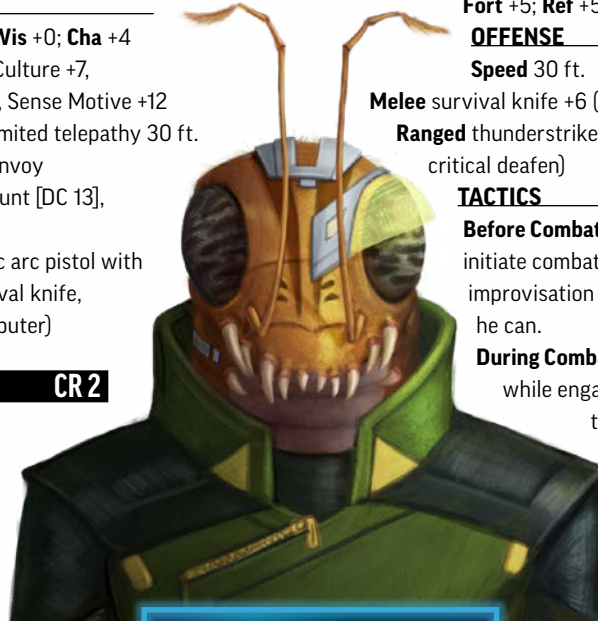 Wis +0; Cha +4
Culture +7,
, Sense Motive +12
mited telepathy 30 ft.
nvoy
unt [DC 13],
c arc pistol with
val knife,
puter)
CR 2
Fort +5; Ref +5
OFFENSE
Speed 30 ft.
Melee survival knife +6 (
Ranged thunderstrike
critical deafen)
TACTICS
Before Combat
initiate combat
improvisation
he can.
During Comba
while enga
t